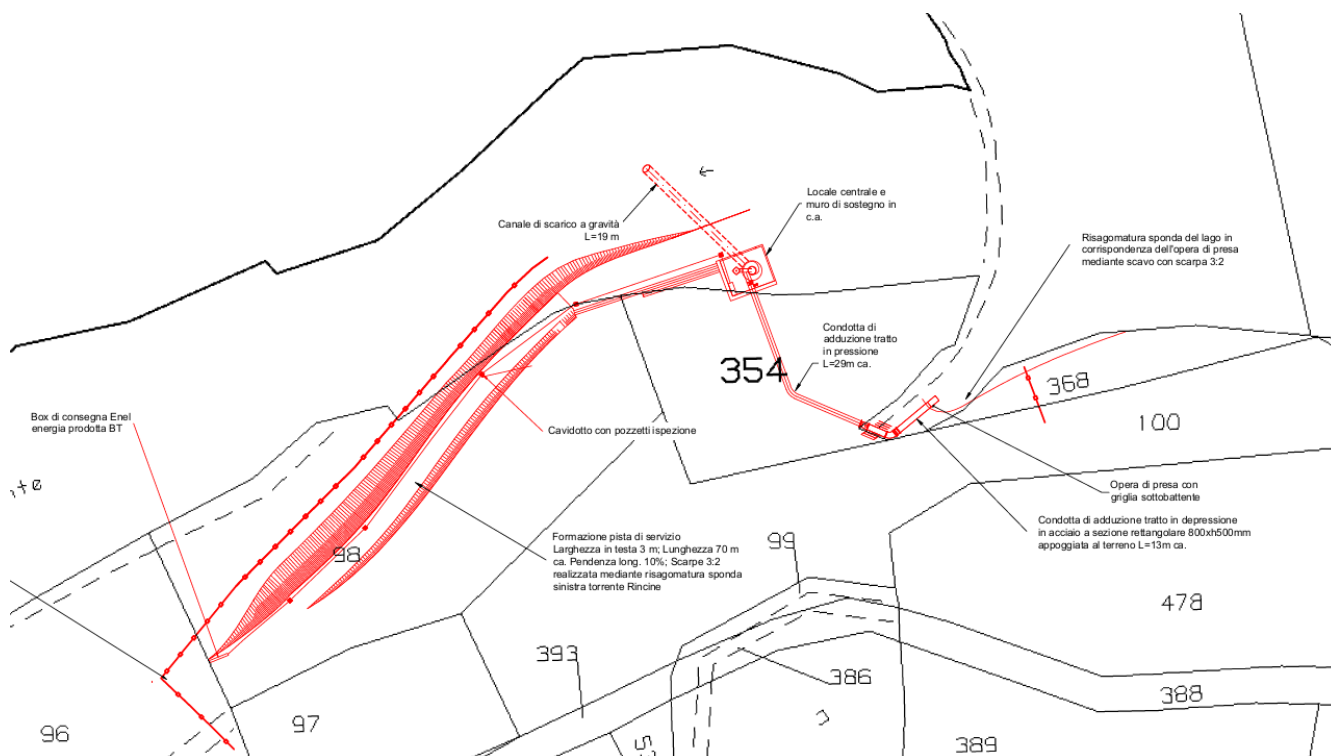 Canale di scarico a gravità
L=19 m
Locale centrale e
muro di sostegno in
c.a.
Risagomatura sponda del lago in
corrispondenza dell'opera di presa
mediante scavo con scarpa 3:2
Condotta di
adduzione tratto
in pressione
L=29m ca.
354
368
100
Box di consegna Enel
energia prodotta BT
Cavidotto con pozzetti ispezione
nte
Opera di presa con
griglia sottobattente
Condotta di adduzione tratto in depressione
in acciaio a sezione rettangolare 800xh500mm
appoggiata al terreno L=13m ca.
Formazione pista di servizio
Larghezza in testa 3 m; Lunghezza 70 m
ca. Pendenza long. 10%; Scarpe 3:2
realizzata mediante risagomatura sponda
sinistra torrente Rincine
98
99
478
393
386
388
96
97
389